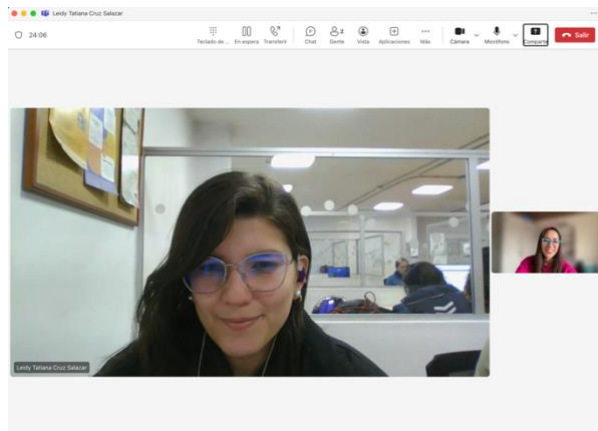 Leidy Tatiana Cruz Salazar
24:06
Teclado de ... En espera Transferir Chat Gente 2 Vista Aplicaciones Más Cámara Micrófono Compartir Salir
Leidy Tatiana Cruz Salazar